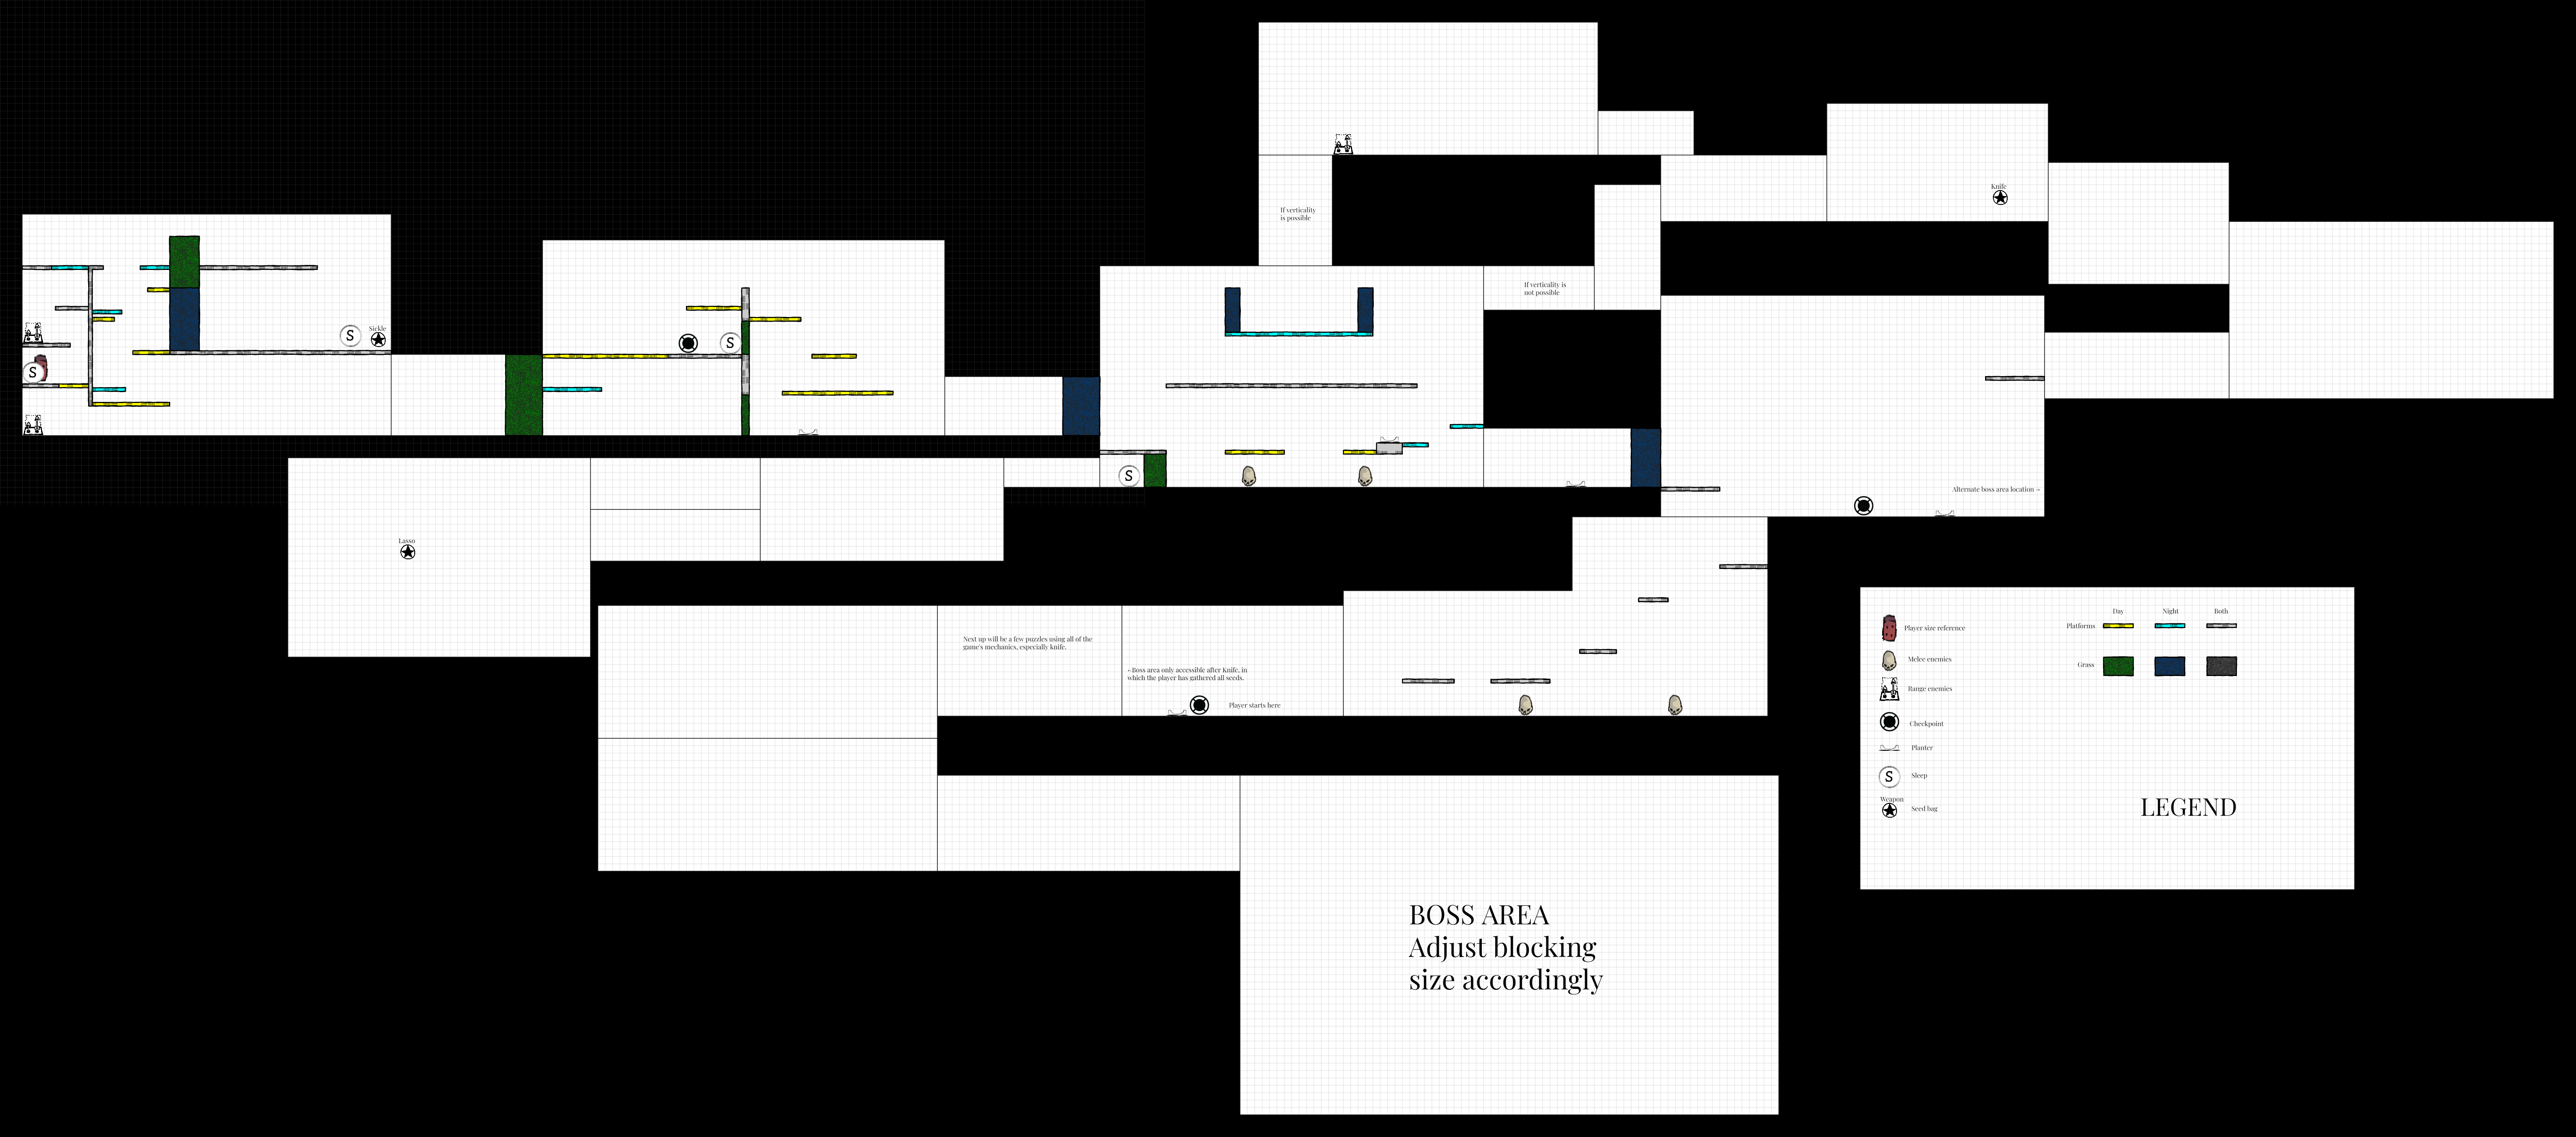 If verticality
is possible
Knife
If verticality is
not possible
Sickle
S
S
S
S
Alternate boss area location →
Lasso
Next up will be a few puzzles using all of the
game's mechanics, especially knife.
←Boss area only accessible after Knife, in
which the player has gathered all seeds.
Player starts here
BOSS AREA
Adjust blocking
size accordingly
Player size reference
Melee enemies
Range enemies
Checkpoint
Planter
S
Sleep
Weapon
Seed bag
Day Night Both
Platforms
Grass
LEGEND